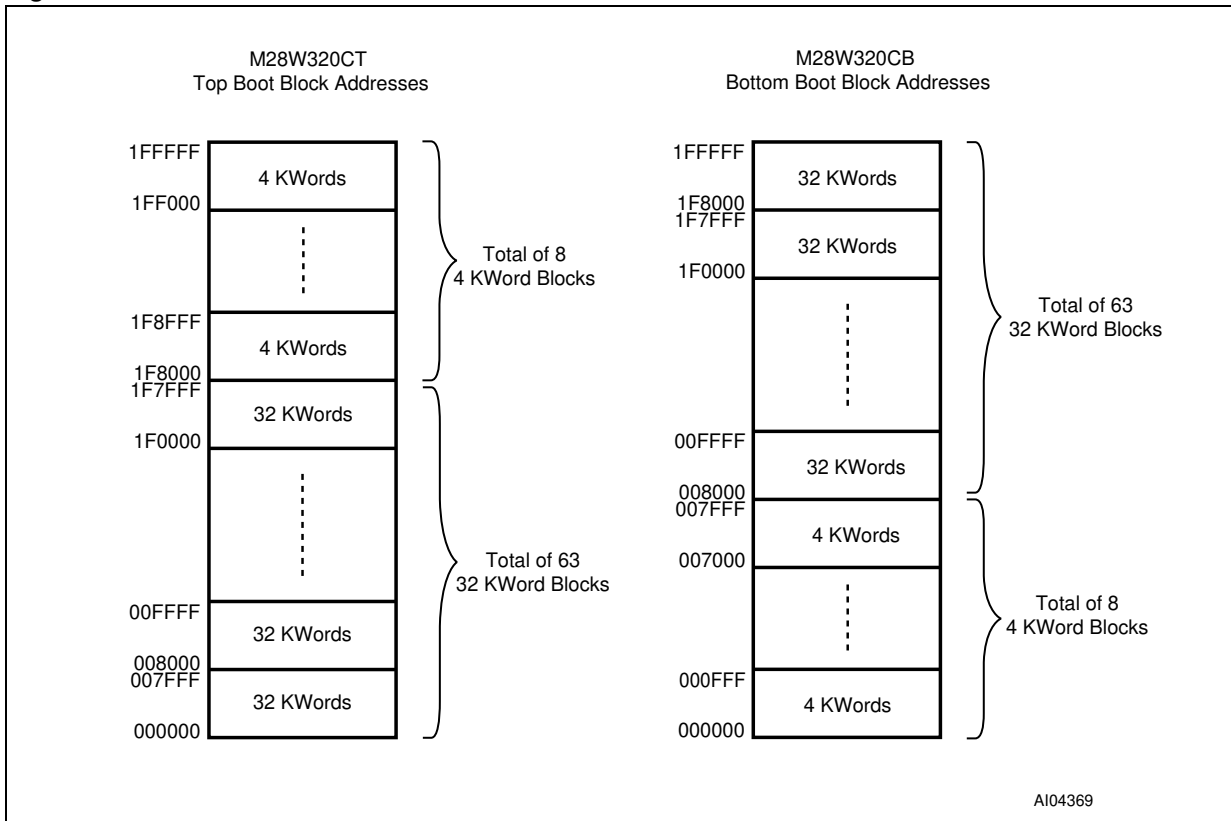 M28W320CT
Top Boot Block Addresses
1FFFFF
4 KWords
1FF000
Total of 8
4 KWord Blocks
1F8FFF
4 KWords
1F8000
1F7FFF
32 KWords
1F0000
Total of 63
32 KWord Blocks
00FFFF
32 KWords
008000
007FFF
32 KWords
000000
M28W320CB
Bottom Boot Block Addresses
1FFFFF
32 KWords
1F8000
1F7FFF
32 KWords
1F0000
Total of 63
32 KWord Blocks
00FFFF
32 KWords
008000
007FFF
4 KWords
007000
Total of 8
4 KWord Blocks
000FFF
4 KWords
000000
AI04369